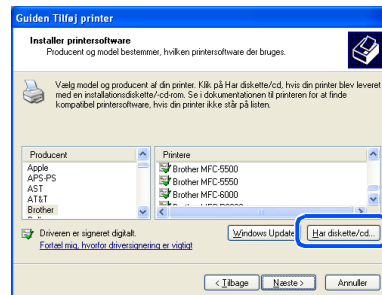 Guiden Tilføj printer
Installer printersoftware
Producent og model bestemmer, hvilken printersoftware der bruges.
Vælg model og producent af din printer. Klik på Har diskette/cd, hvis din printer blev leveret
med en installationsdiskette/-cd-rom. Se i dokumentationen til printeren for at finde
kompatibel printersoftware, hvis din printer ikke står på listen.
Producent
Apple
APS-PS
AST
AT&T
Brother
Printere
Brother MFC-5500
Brother MFC-5550
Brother MFC-6000
Driveren er signeret digitalt.
Fortæl mig, hvorfor driversignering er vigtigt
Windows Update
Har diskette/cd...
< Tilbage
Næste >
Annuller